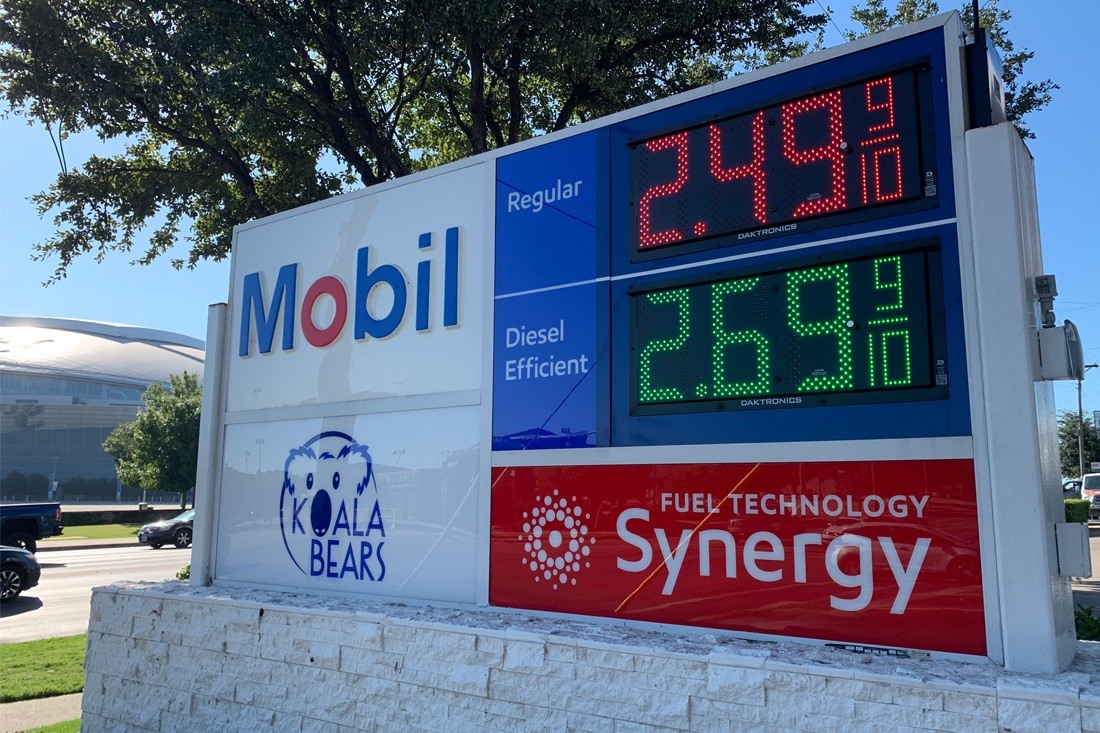 Mobil
KOALA
BEARS
Regular
2.49 9/10
DAKTRONICS
Diesel
Efficient
2.69 9/10
DAKTRONICS
FUEL TECHNOLOGY
Synergy